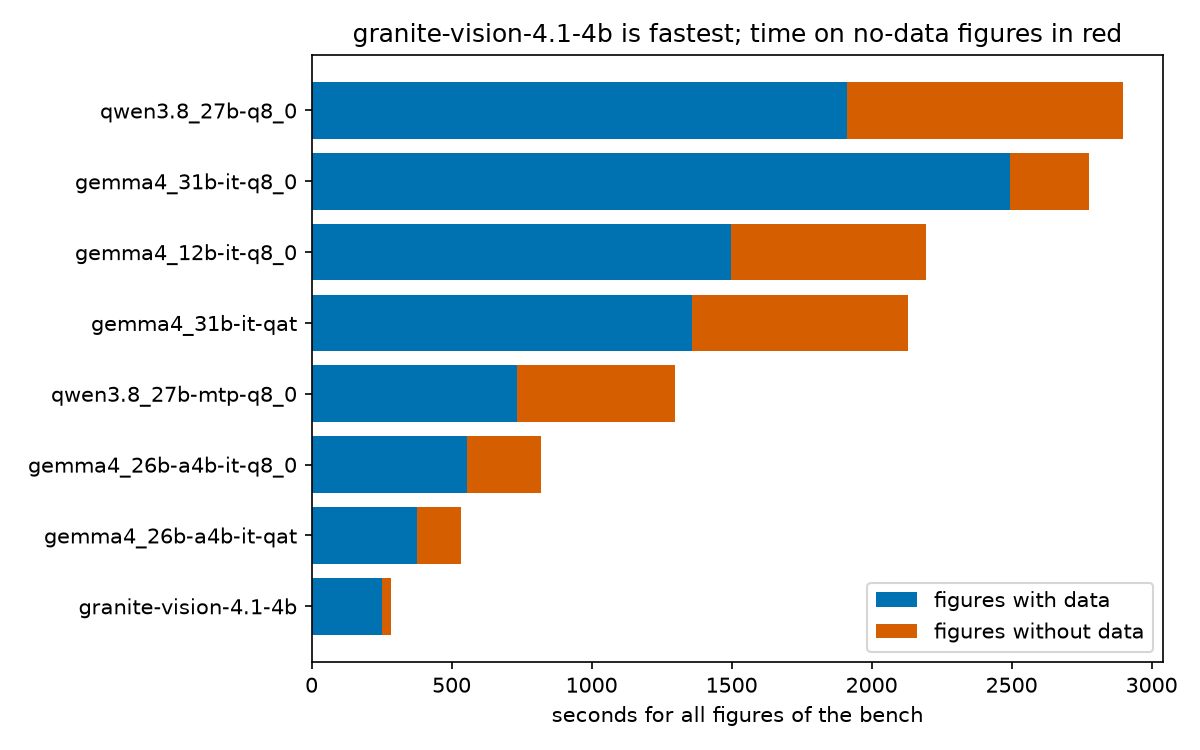 granite-vision-4.1-4b is fastest; time on no-data figures in red
qwen3.8_27b-q8_0
gemma4_31b-it-q8_0
gemma4_12b-it-q8_0
gemma4_31b-it-qat
qwen3.8_27b-mtp-q8_0
gemma4_26b-a4b-it-q8_0
gemma4_26b-a4b-it-qat
granite-vision-4.1-4b
figures with data
figures without data
0 500 1000 1500 2000 2500 3000
seconds for all figures of the bench